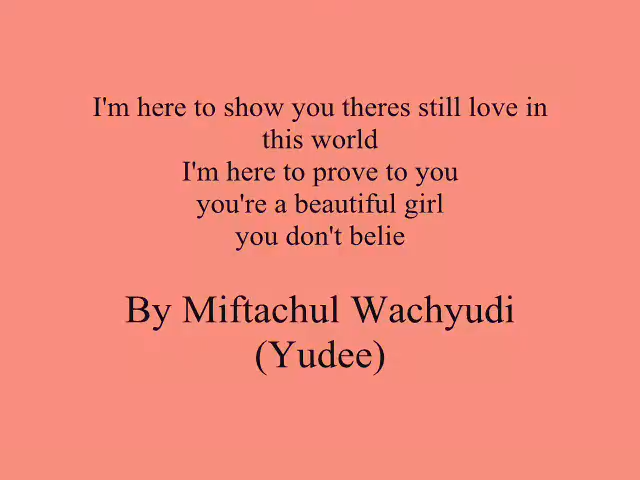 I'm here to show you theres still love in
this world
I'm here to prove to you
you're a beautiful girl
you don't belie
By Miftachul Wachyudi
(Yudee)